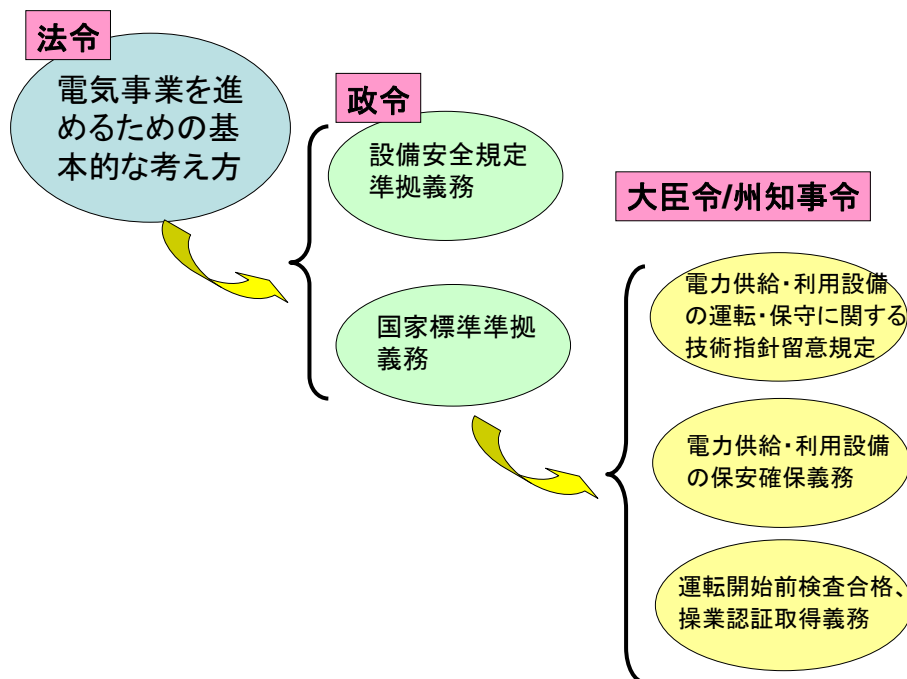 法令
電気事業を進
めるための基
本的な考え方
政令
設備安全規定
準拠義務
国家標準準拠
義務
大臣令/州知事令
電力供給・利用設備
の運転・保守に関する
技術指針留意規定
電力供給・利用設備
の保安確保義務
運転開始前検査合格、
操業認証取得義務